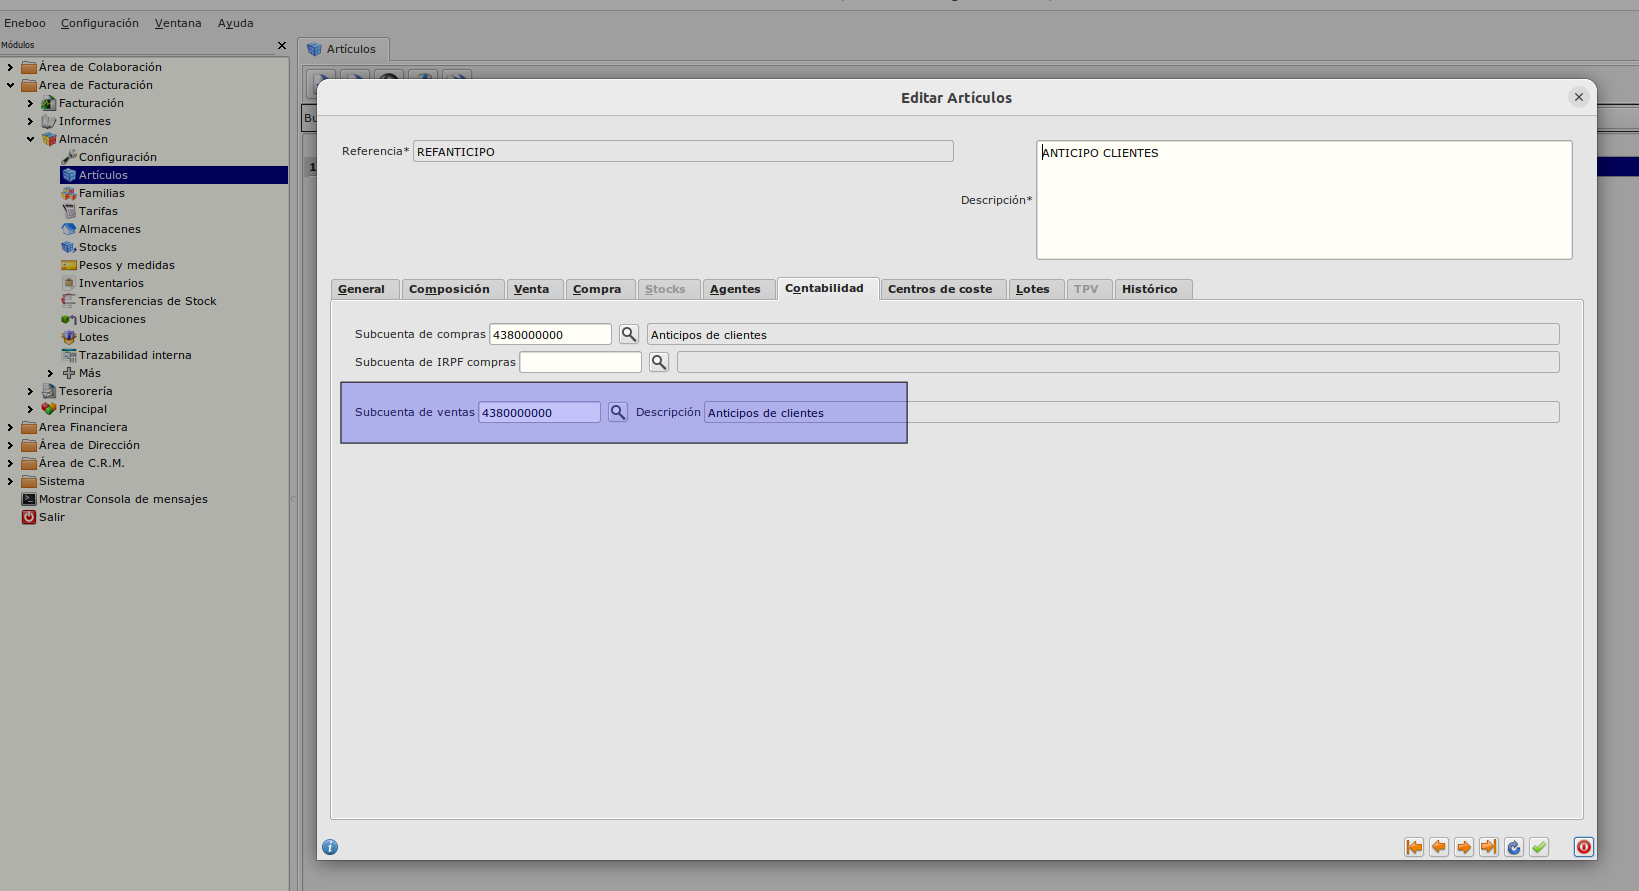 Eneboo Configuración Ventana Ayuda
Módulos
Artículos
Área de Colaboración
Area de Facturación
Facturación
Informes
Almacén
Configuración
Artículos
Familias
Tarifas
Almacenes
Stocks
Pesos y medidas
Inventarios
Transferencias de Stock
Ubicaciones
Lotes
Trazabilidad interna
Más
Tesorería
Principal
Area Financiera
Área de Dirección
Área de C.R.M.
Sistema
Mostrar Consola de mensajes
Salir
1
Editar Artículos
Referencia* REFANTICIPO
Descripción* ANTICIPO CLIENTES
General Composición Venta Compra Stocks Agentes Contabilidad Centros de coste Lotes TPV Histórico
Subcuenta de compras 4380000000 Anticipos de clientes
Subcuenta de IRPF compras
Subcuenta de ventas 4380000000 Descripción Anticipos de clientes